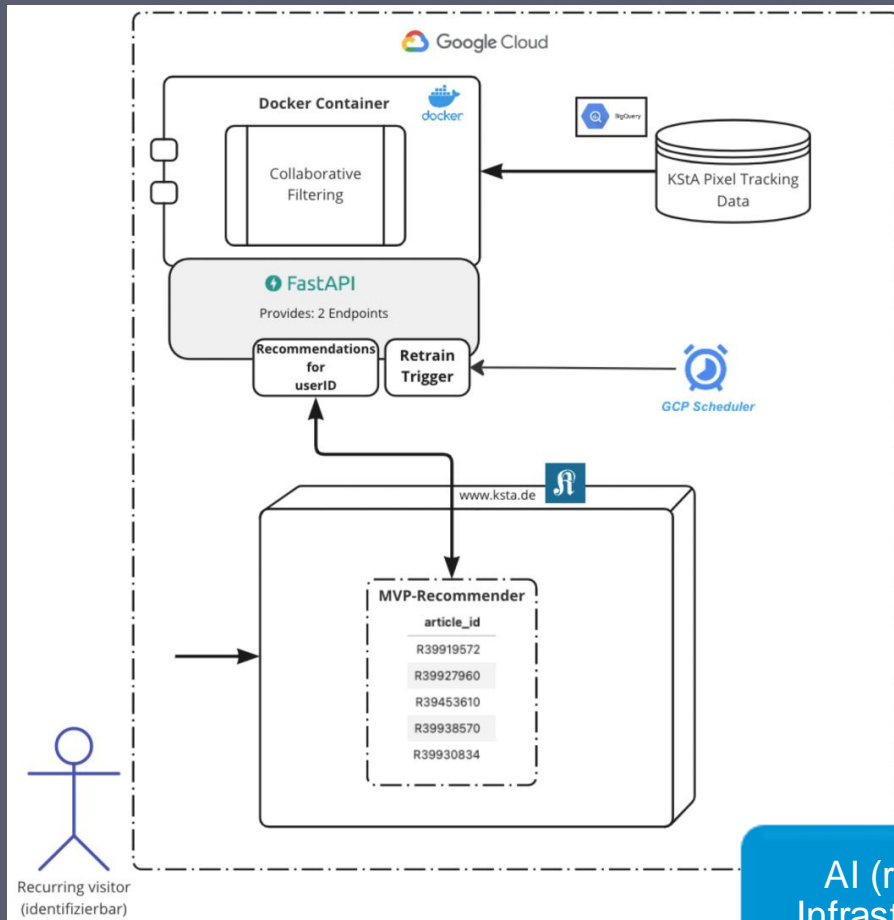 Google Cloud
Docker Container
docker
Collaborative
Filtering
BigQuery
KStA Pixel Tracking
Data
FastAPI
Provides: 2 Endpoints
Recommendations
for
userID
Retrain
Trigger
GCP Scheduler
www.ksta.de
MVP-Recommender
article_id
R39919572
R39927960
R39453610
R39938570
R39930834
Recurring visitor
(identifizierbar)
AI (r
Infras